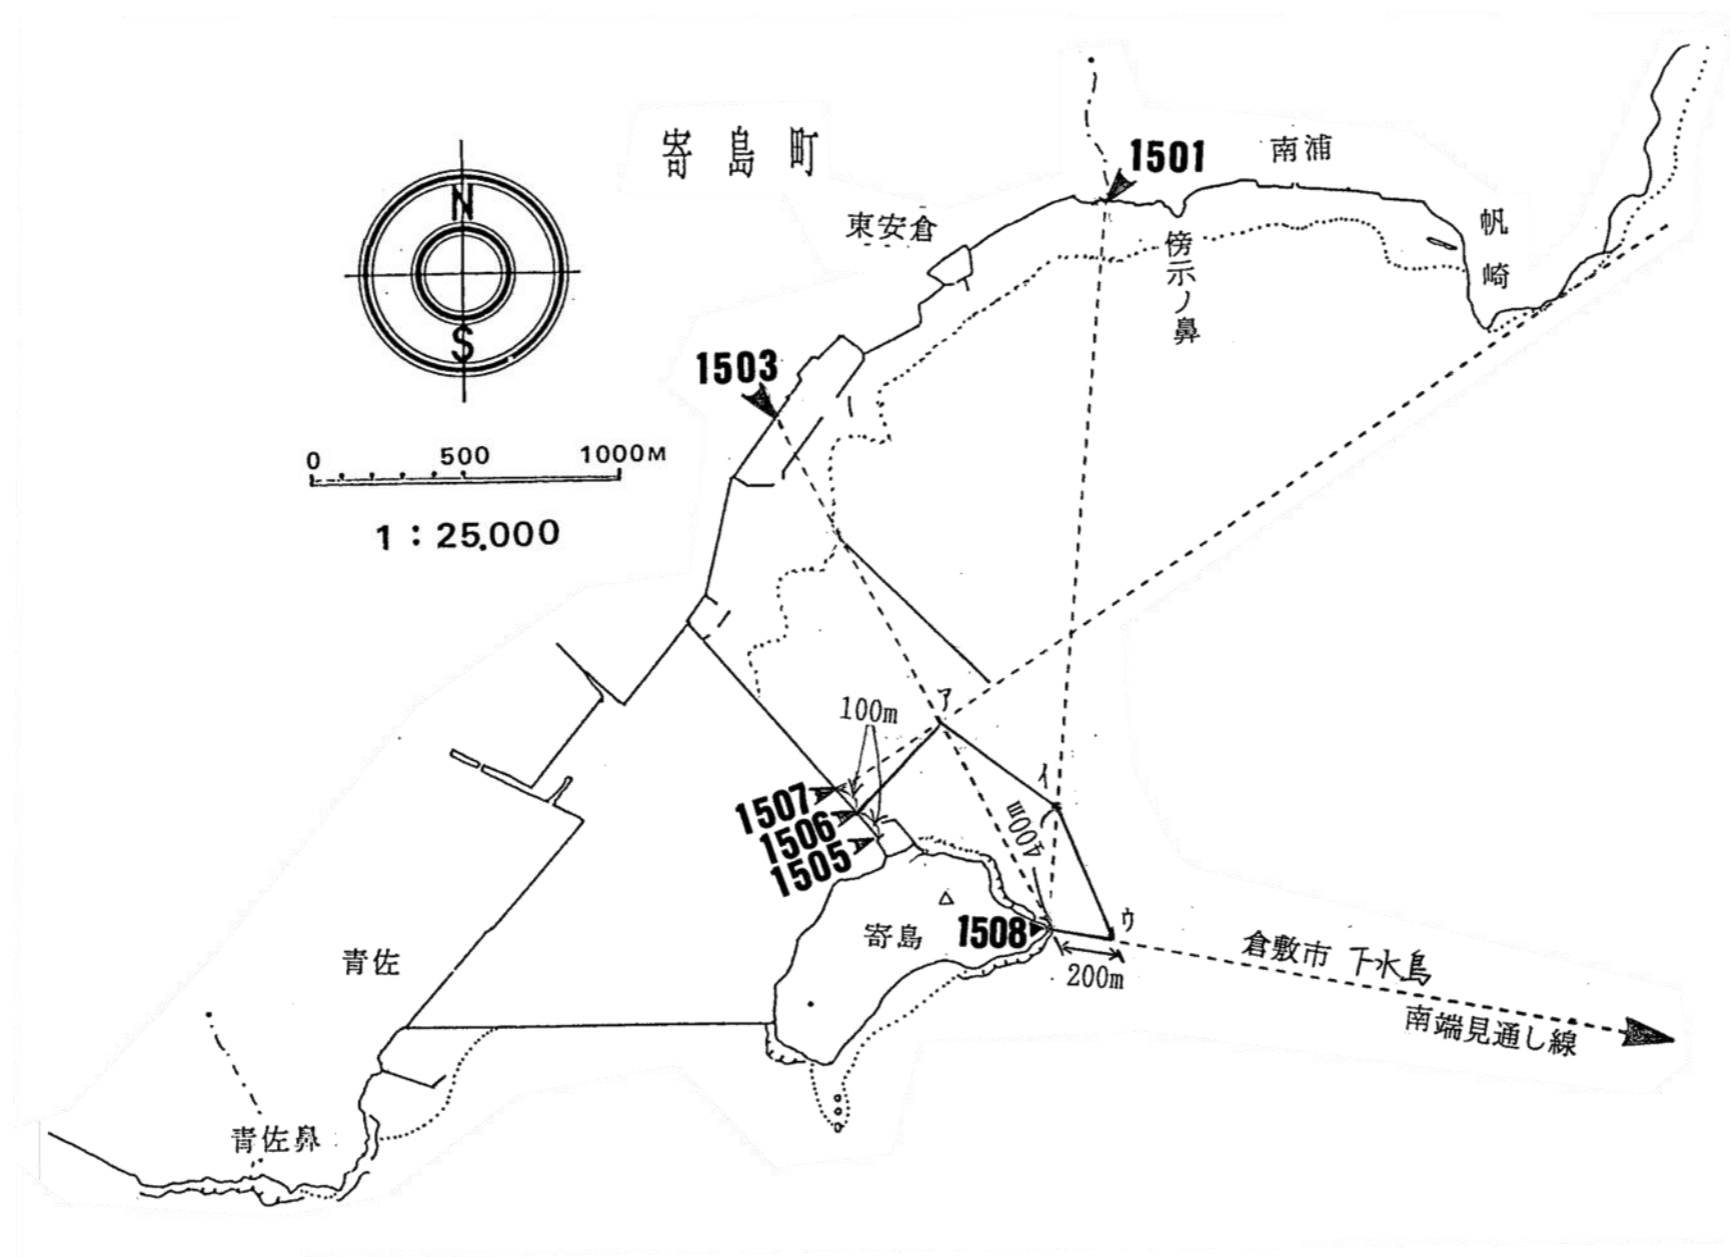 寄島町
1501
南浦
東安倉
帆崎
傍示ノ鼻
N
S
1503
0 500 1000M
1：25,000
ア
100m
イ
1507
1506
1505
400m
寄島
1508
ウ
200m
倉敷市 下水島
南端見通し線
青佐
青佐鼻